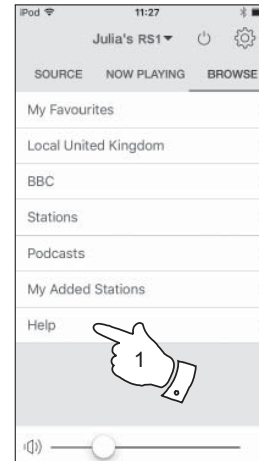 iPod 11:27
Julia's RS1
SOURCE NOW PLAYING BROWSE
My Favourites
Local United Kingdom
BBC
Stations
Podcasts
My Added Stations
Help
1